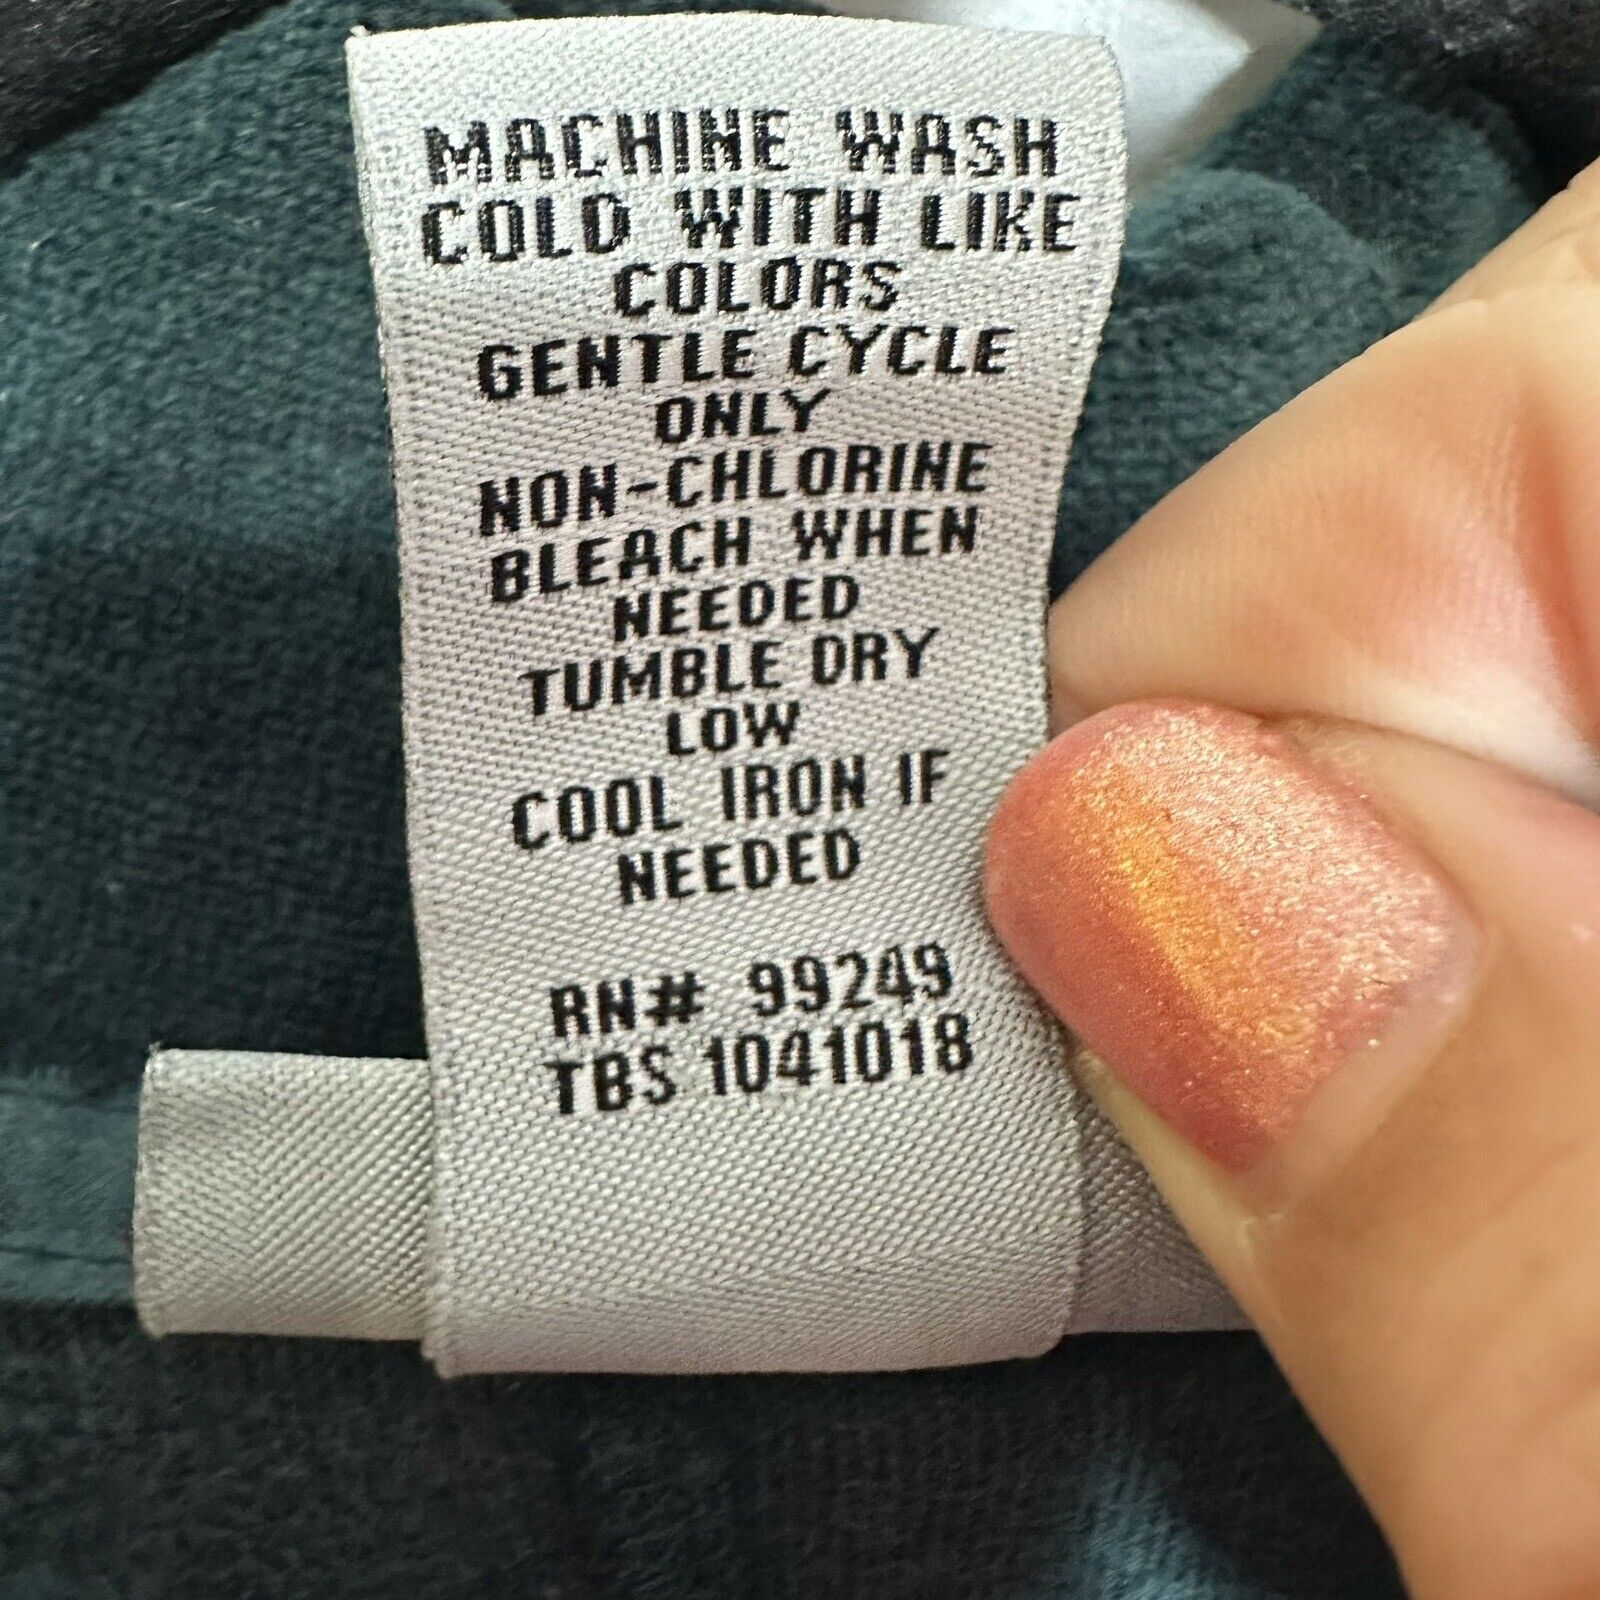 MACHINE WASH
COLD WITH LIKE
COLORS
GENTLE CYCLE
ONLY
NON-CHLORINE
BLEACH WHEN
NEEDED
TUMBLE DRY
LOW
COOL IRON IF
NEEDED
RN# 99249
TBS 1041018